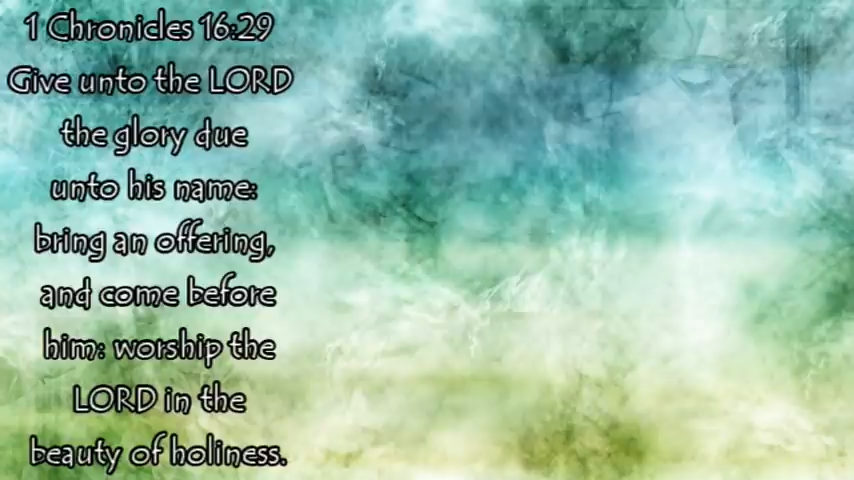 1 Chronicles 16:29
Give unto the LORD
the glory due
unto his name:
bring an offering,
and come before
him: worship the
LORD in the
beauty of holiness.